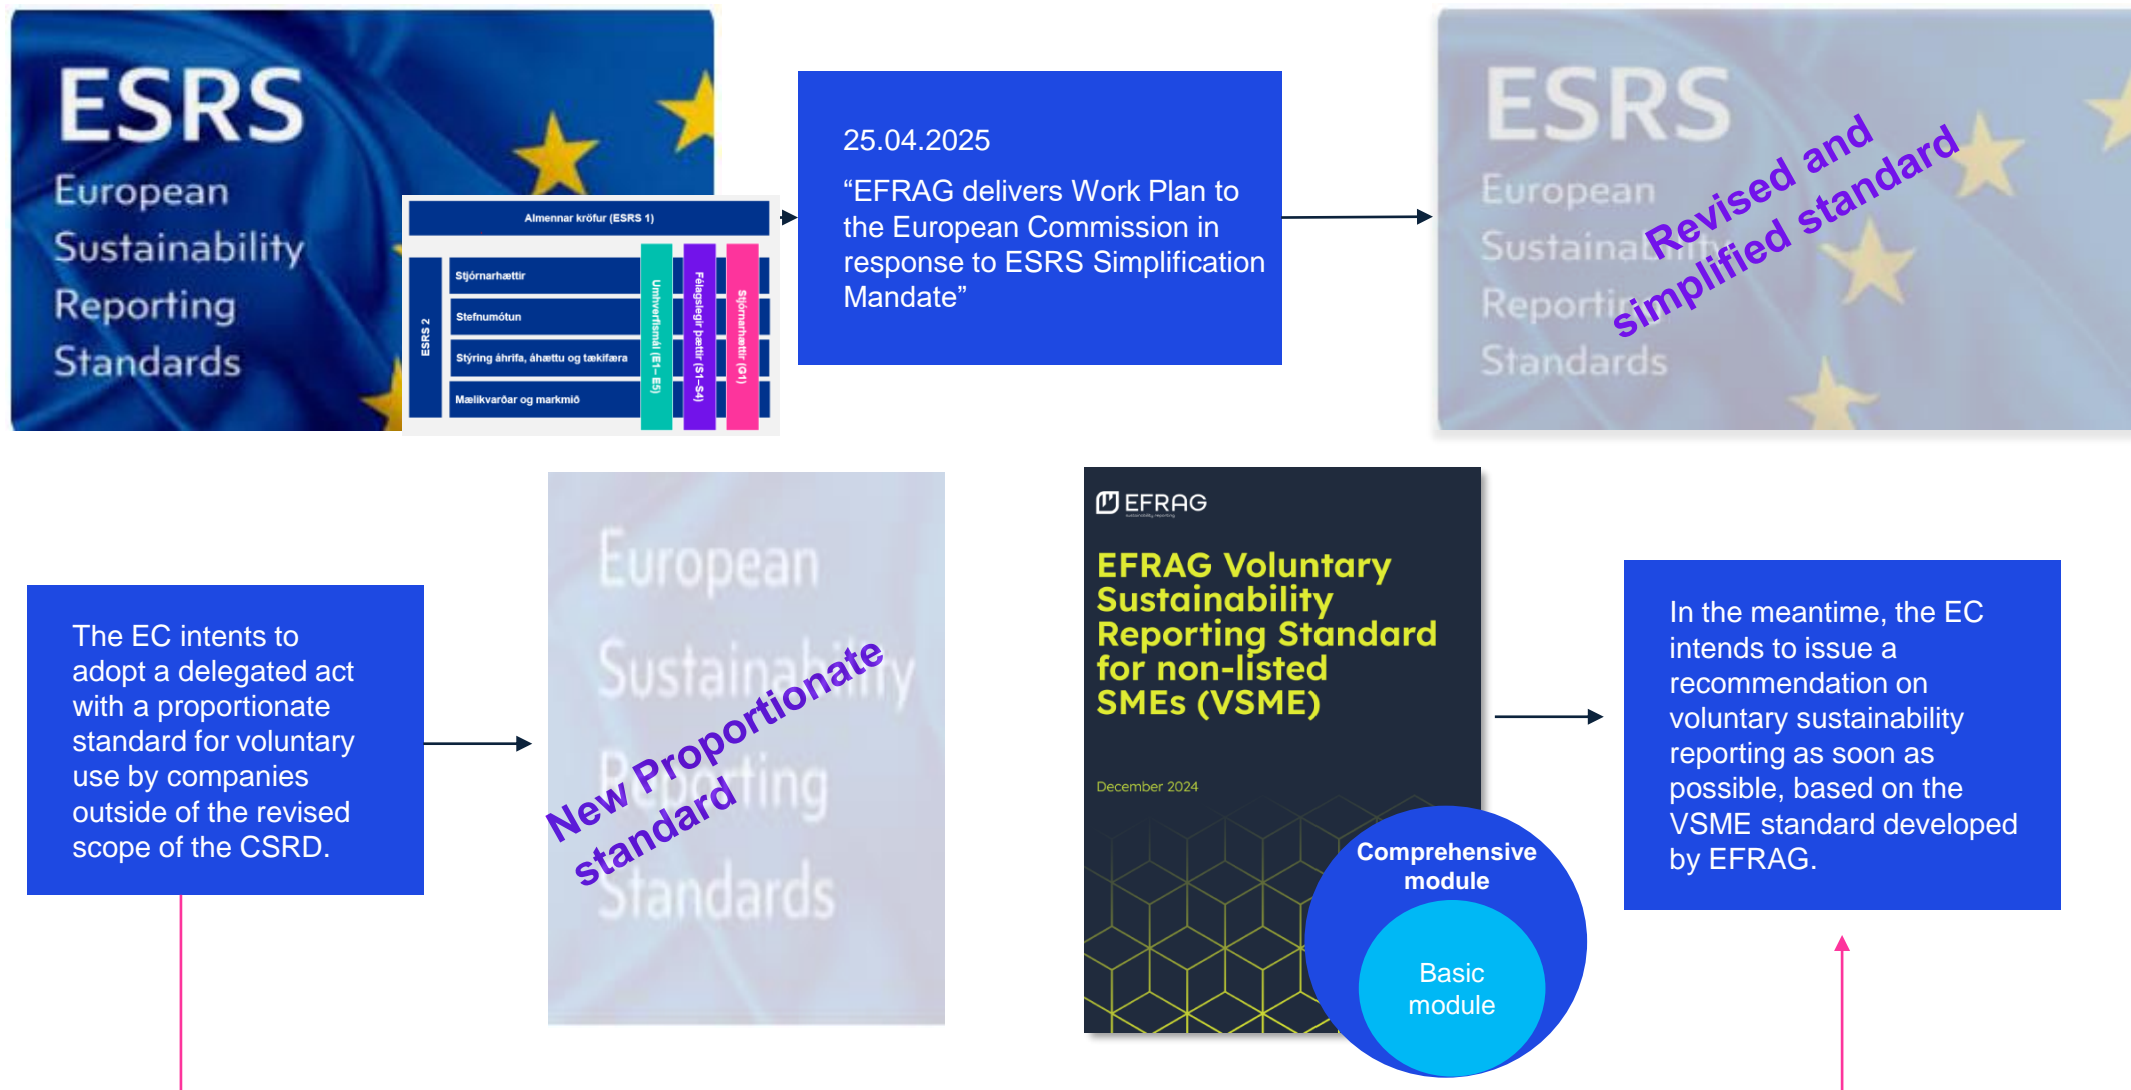 ESRS
European
Sustainability
Reporting
Standards
Almennar kröfur (ESRS 1)
ESRS 2
Stjórnarhættir
Stefnumótun
Stýring áhrifa, áhættu og tækifæra
Mælikvarðar og markmið
Umhverfismál (E1– E5)
Félagslegir þættir (S1–S4)
Stjórnarhættir (G1)
25.04.2025
“EFRAG delivers Work Plan to
the European Commission in
response to ESRS Simplification
Mandate”
ESRS
European
Sustainability
Reporting
Standards
Revised and
simplified standard
The EC intents to
adopt a delegated act
with a proportionate
standard for voluntary
use by companies
outside of the revised
scope of the CSRD.
European
Sustainability
Reporting
Standards
New Proportionate
standard
EFRAG
sustainability reporting
EFRAG Voluntary
Sustainability
Reporting Standard
for non-listed
SMEs (VSME)
December 2024
Comprehensive
module
Basic
module
In the meantime, the EC
intends to issue a
recommendation on
voluntary sustainability
reporting as soon as
possible, based on the
VSME standard developed
by EFRAG.